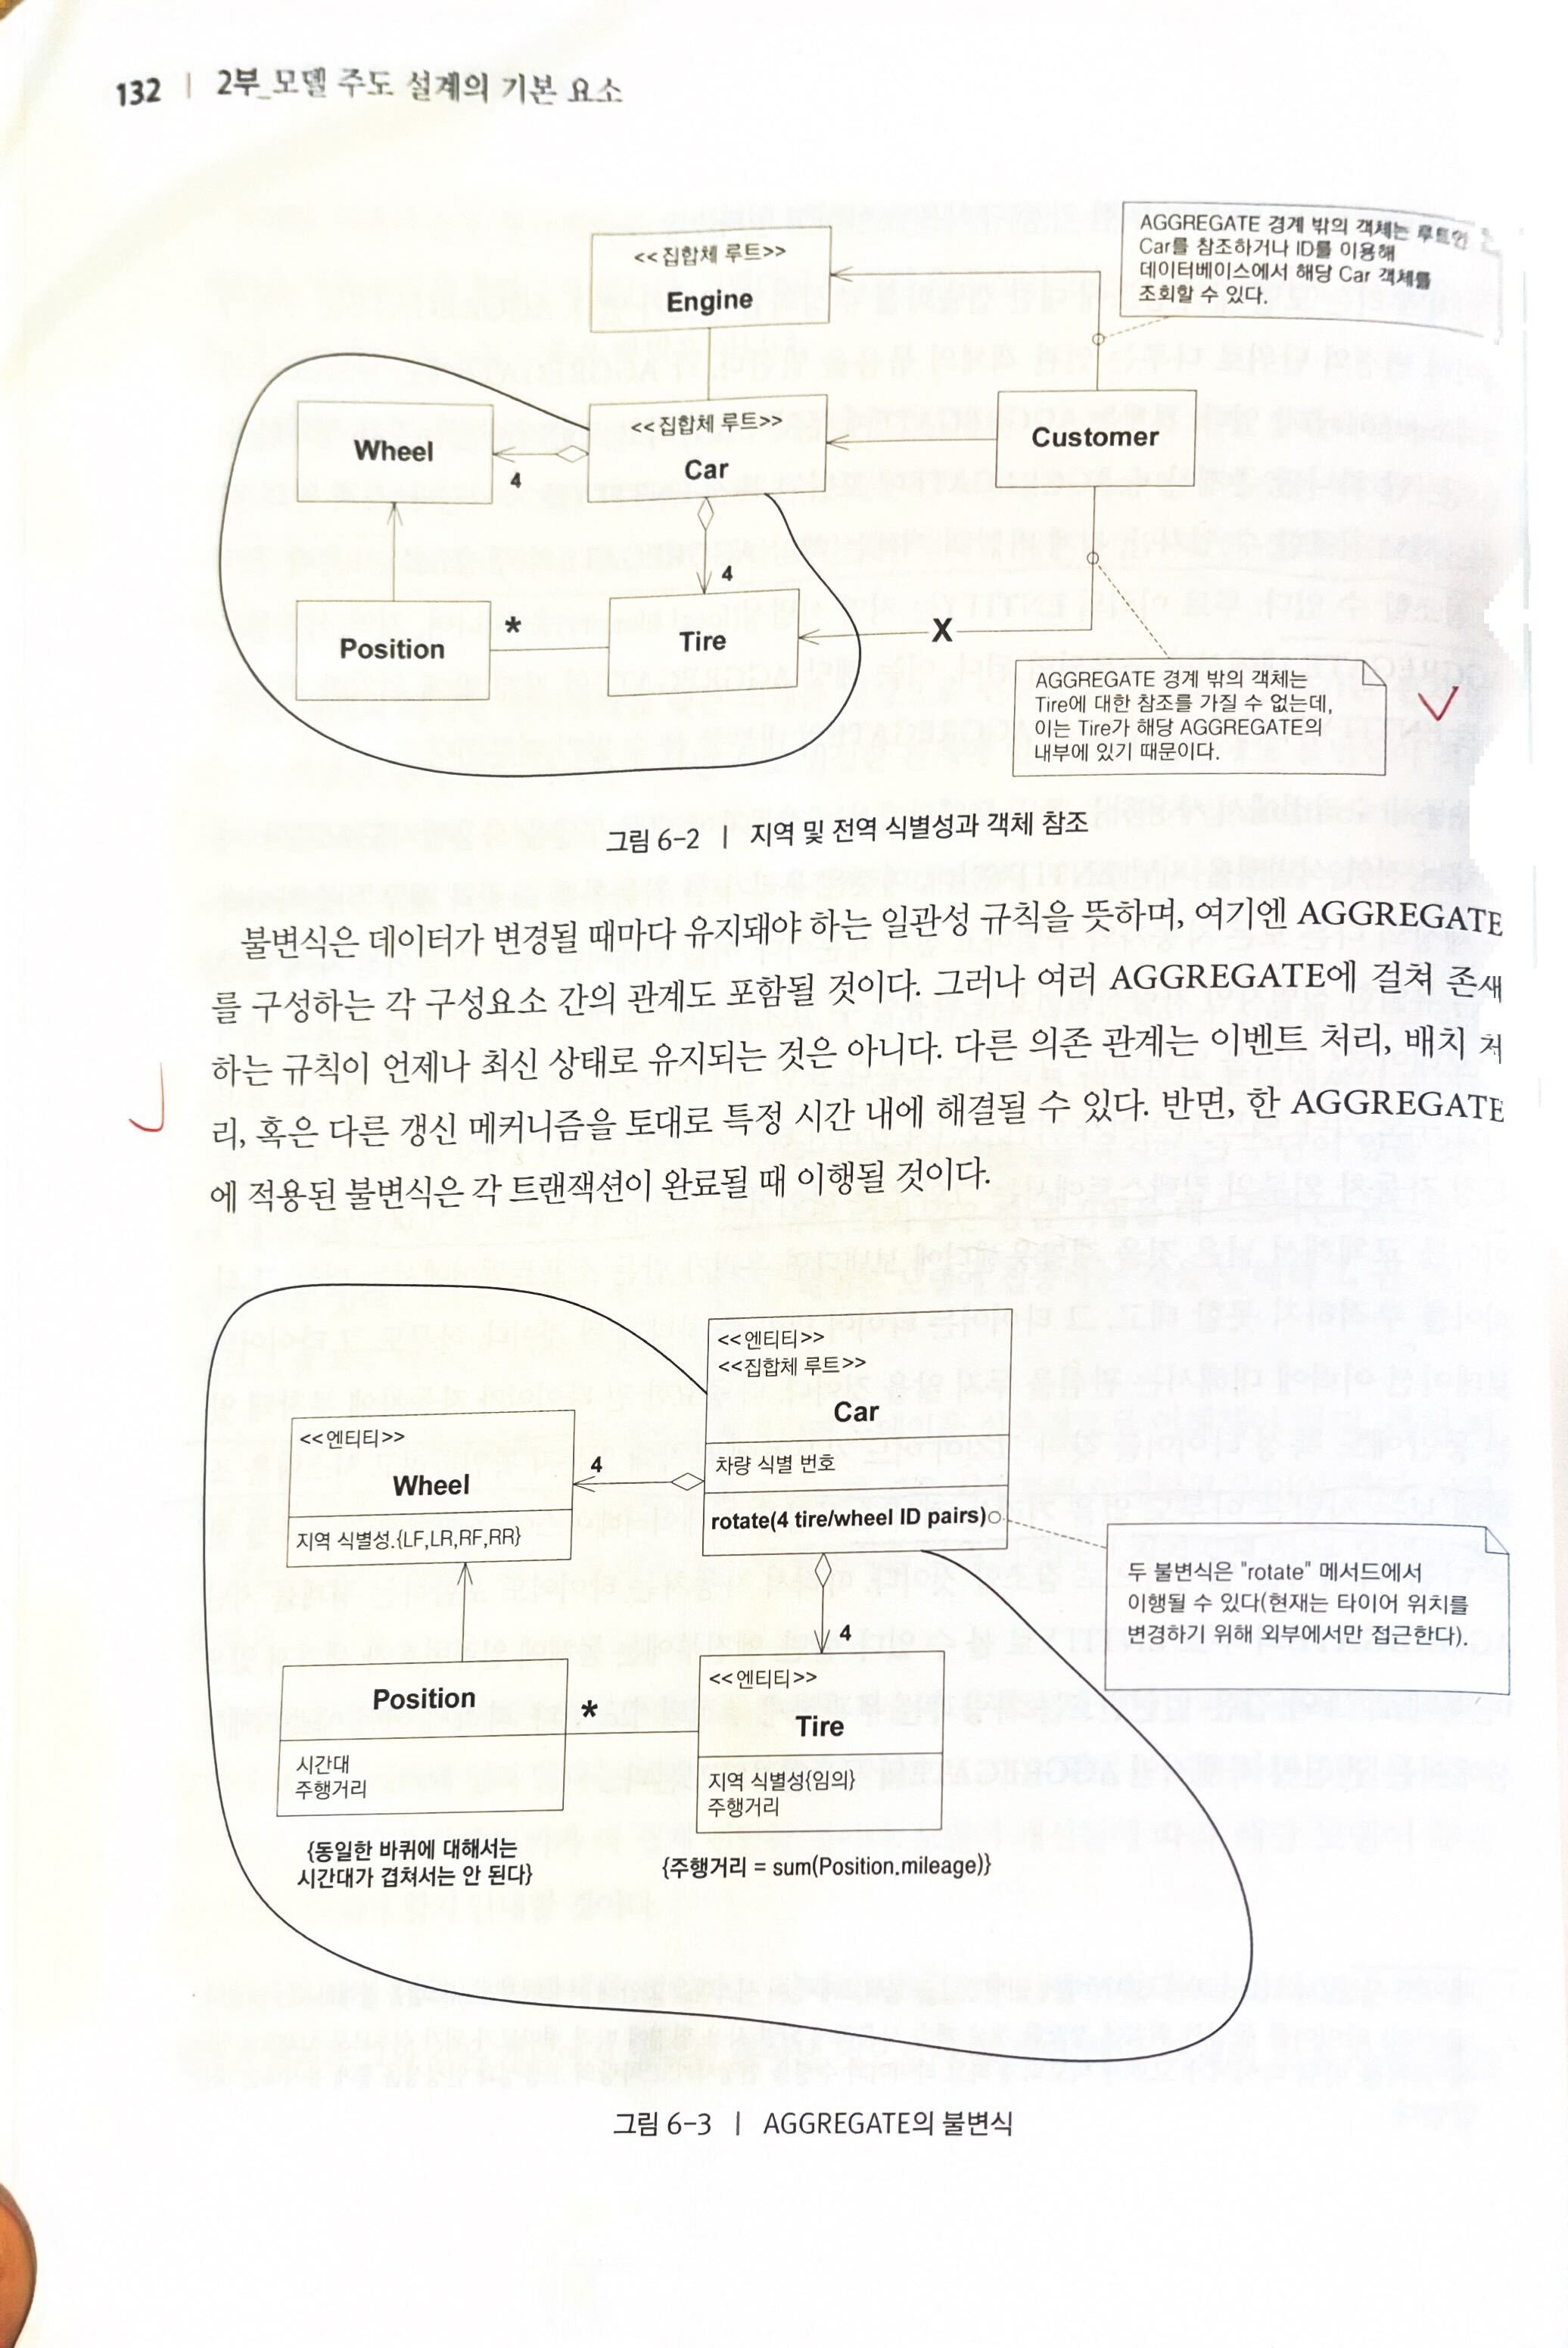 132 | 2부_모델 주도 설계의 기본 요소
<<집합체 루트>>
Engine
AGGREGATE 경계 밖의 객체는 루트인
Car를 참조하거나 ID를 이용해
데이터베이스에서 해당 Car 객체를
조회할 수 있다.
Wheel
4
<<집합체 루트>>
Car
Customer
4
Position
*
Tire
X
AGGREGATE 경계 밖의 객체는
Tire에 대한 참조를 가질 수 없는데,
이는 Tire가 해당 AGGREGATE의
내부에 있기 때문이다.
그림 6-2 | 지역 및 전역 식별성과 객체 참조
불변식은 데이터가 변경될 때마다 유지돼야 하는 일관성 규칙을 뜻하며, 여기엔 AGGREGATE
를 구성하는 각 구성요소 간의 관계도 포함될 것이다. 그러나 여러 AGGREGATE에 걸쳐 존재
하는 규칙이 언제나 최신 상태로 유지되는 것은 아니다. 다른 의존 관계는 이벤트 처리, 배치 처
리, 혹은 다른 갱신 메커니즘을 토대로 특정 시간 내에 해결될 수 있다. 반면, 한 AGGREGATE
에 적용된 불변식은 각 트랜잭션이 완료될 때 이행될 것이다.
<<엔티티>>
<<집합체 루트>>
Car
차량 식별 번호
rotate(4 tire/wheel ID pairs)
<<엔티티>>
Wheel
지역 식별성.{LF,LR,RF,RR}
4
두 불변식은 "rotate" 메서드에서
이행될 수 있다(현재는 타이어 위치를
변경하기 위해 외부에서만 접근한다).
4
Position
시간대
주행거리
*
<<엔티티>>
Tire
지역 식별성{임의}
주행거리
{동일한 바퀴에 대해서는
시간대가 겹쳐서는 안 된다}
{주행거리 = sum(Position.mileage)}
그림 6-3 | AGGREGATE의 불변식